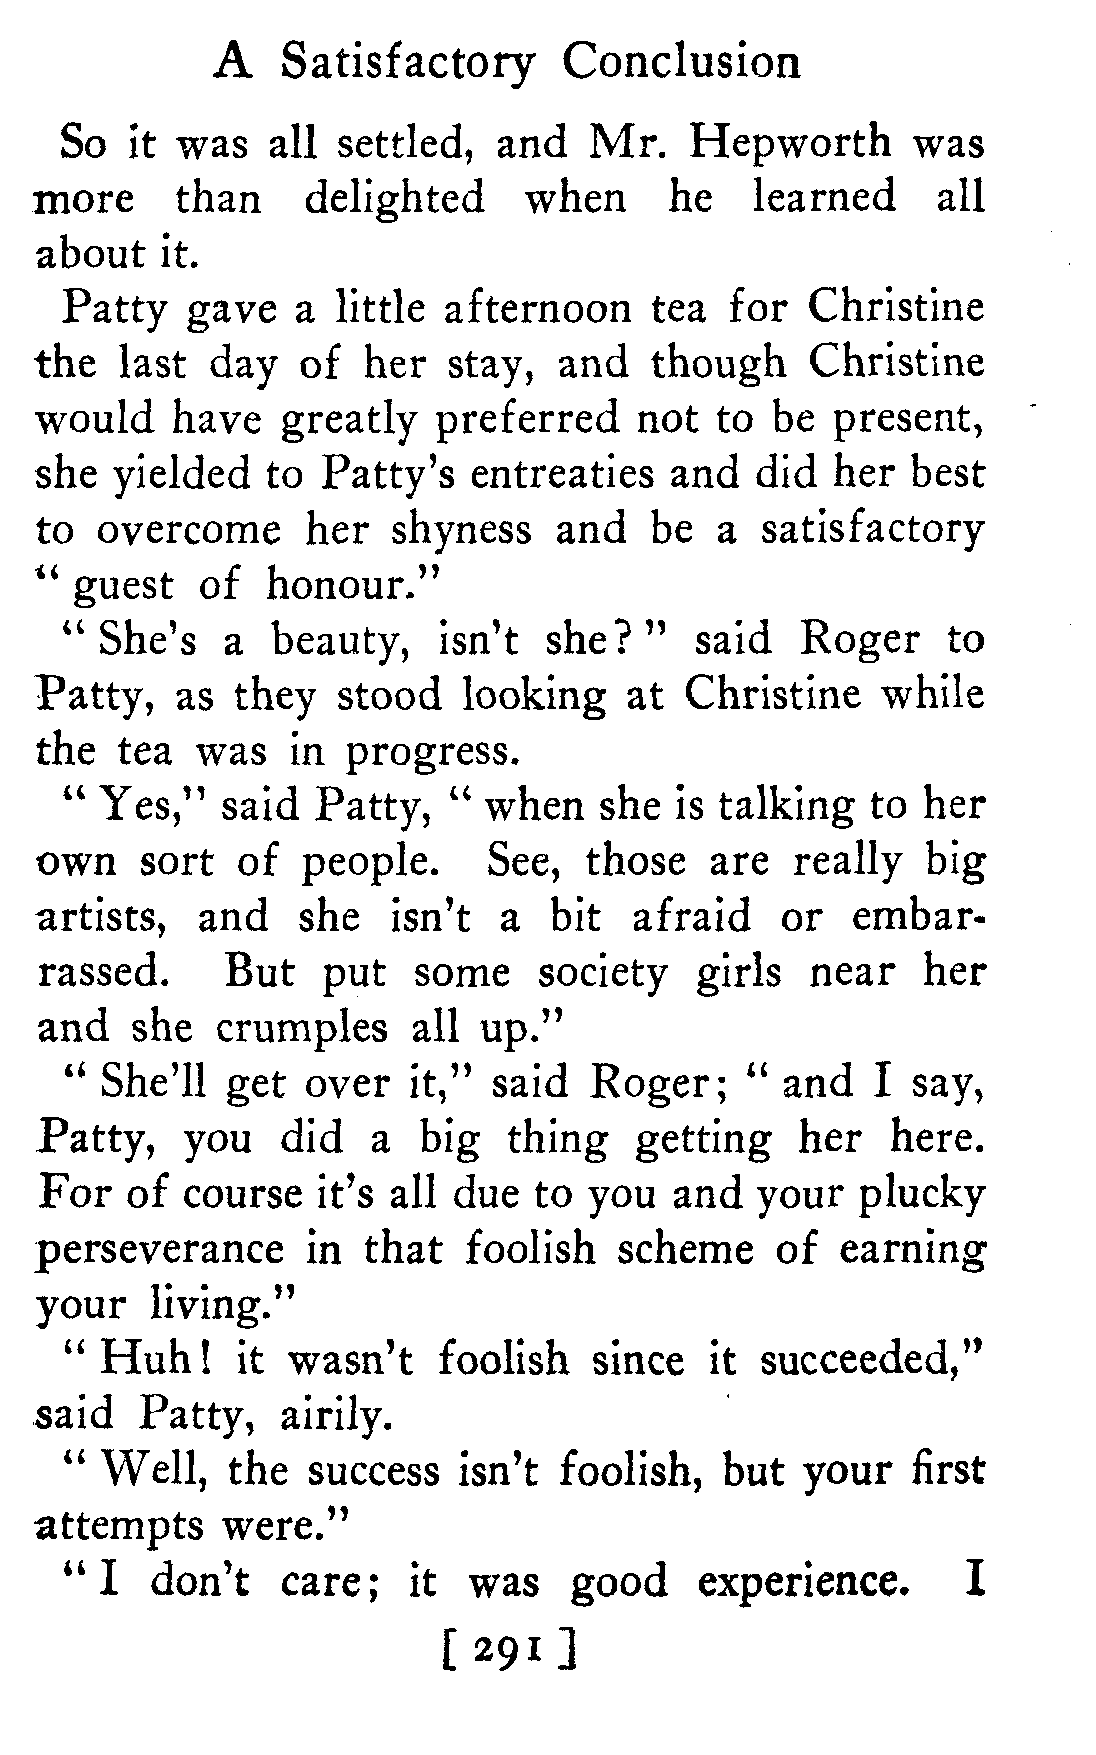 A Satisfactory Conclusion
So it was all settled, and Mr. Hepworth was
more than delighted when he learned all
about it.
Patty gave a little afternoon tea for Christine
the last day of her stay, and though Christine
would have greatly preferred not to be present,
she yielded to Patty's entreaties and did her best
to overcome her shyness and be a satisfactory
“ guest of honour.”
“ She's a beauty, isn't she? ” said Roger to
Patty, as they stood looking at Christine while
the tea was in progress.
“ Yes,” said Patty, “ when she is talking to her
own sort of people. See, those are really big
artists, and she isn't a bit afraid or embar-
rassed. But put some society girls near her
and she crumples all up.”
“ She'll get over it,” said Roger; “ and I say,
Patty, you did a big thing getting her here.
For of course it's all due to you and your plucky
perseverance in that foolish scheme of earning
your living.”
“ Huh! it wasn't foolish since it succeeded,”
said Patty, airily.
“ Well, the success isn't foolish, but your first
attempts were.”
“ I don't care; it was good experience. I
[ 291 ]